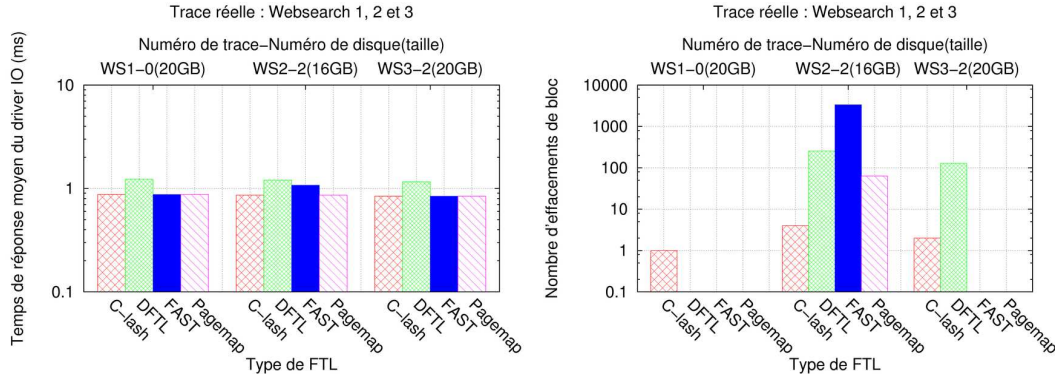 Trace réelle : Websearch 1, 2 et 3
Numéro de trace−Numéro de disque(taille)
WS1−0(20GB) WS2−2(16GB) WS3−2(20GB)
Temps de réponse moyen du driver IO (ms)
10
1
0.1
C−lash DFTL FAST Pagemap C−lash DFTL FAST Pagemap C−lash DFTL FAST Pagemap
Type de FTL
Trace réelle : Websearch 1, 2 et 3
Numéro de trace−Numéro de disque(taille)
WS1−0(20GB) WS2−2(16GB) WS3−2(20GB)
Nombre d'effacements de bloc
10000
1000
100
10
1
0.1
C−lash DFTL FAST Pagemap C−lash DFTL FAST Pagemap C−lash DFTL FAST Pagemap
Type de FTL